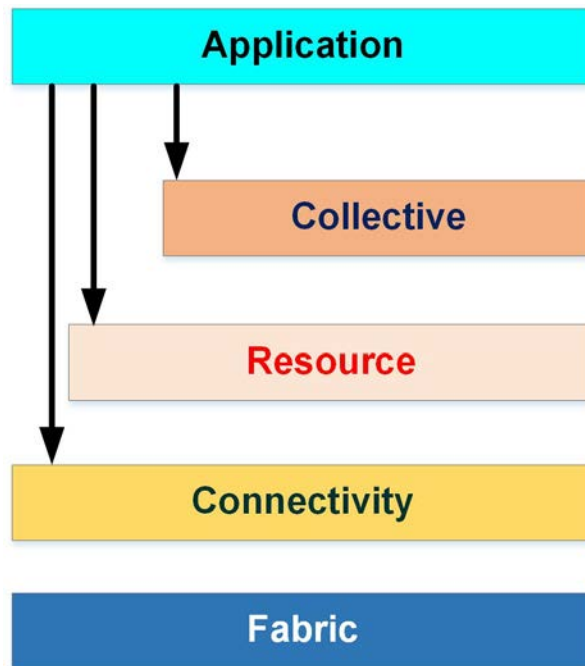 Application
Collective
Resource
Connectivity
Fabric